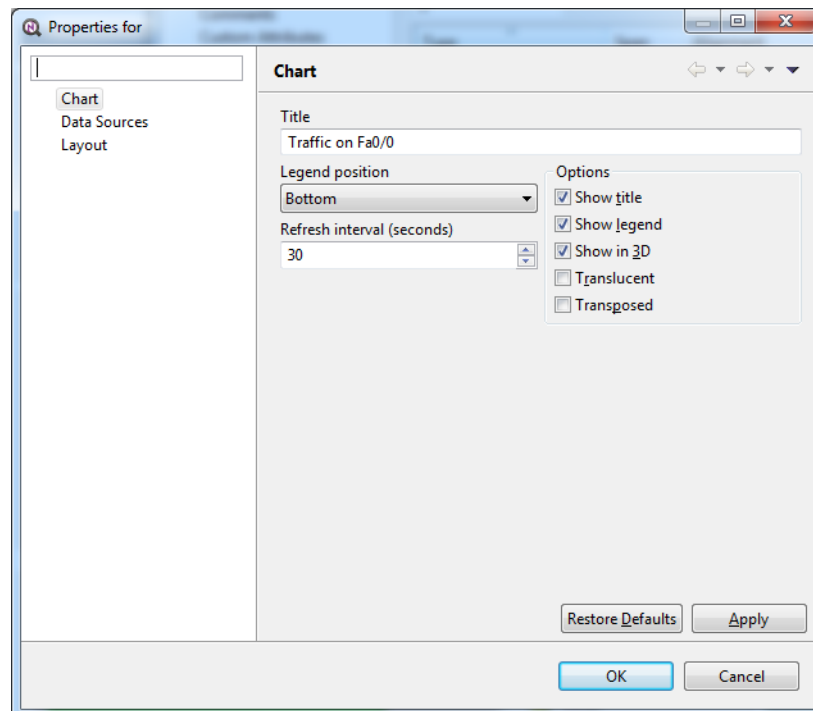 Properties for
Chart
Data Sources
Layout
Chart
Title
Traffic on Fa0/0
Legend position
Bottom
Refresh interval (seconds)
30
Options
Show title
Show legend
Show in 3D
Translucent
Transposed
Restore Defaults
Apply
OK
Cancel